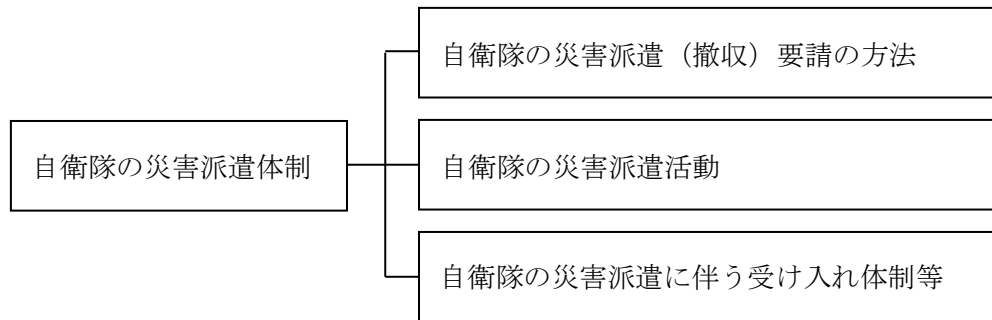 自衛隊の災害派遣体制
自衛隊の災害派遣（撤収）要請の方法
自衛隊の災害派遣活動
自衛隊の災害派遣に伴う受け入れ体制等